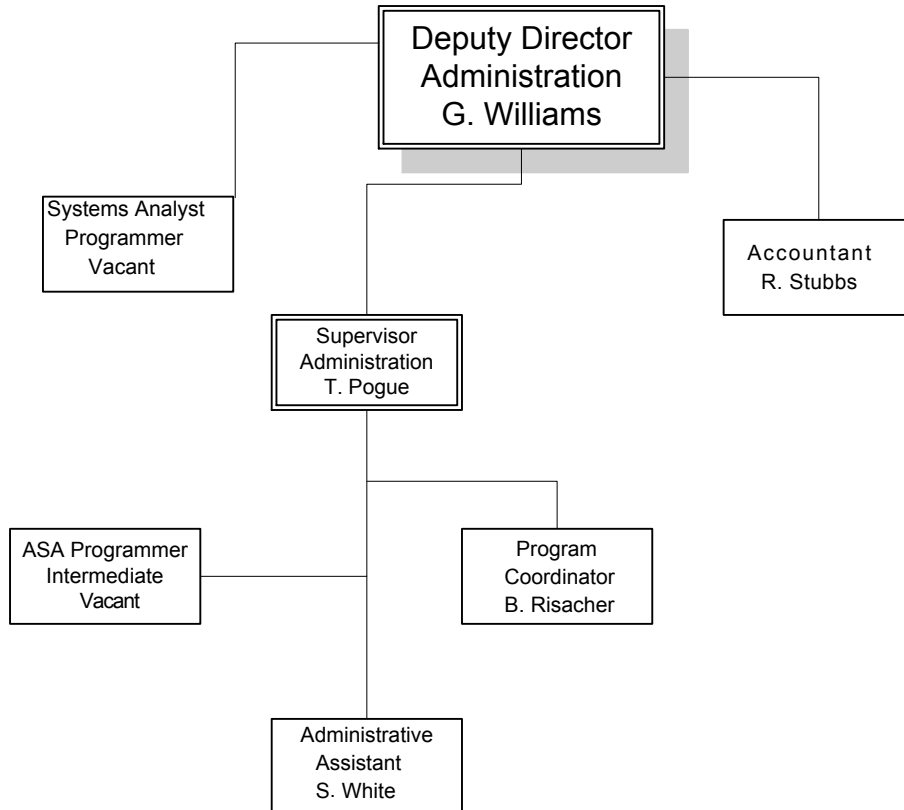 Deputy Director
Administration
G. Williams
Systems Analyst
Programmer
Vacant
Accountant
R. Stubbs
Supervisor
Administration
T. Pogue
ASA Programmer
Intermediate
Vacant
Program
Coordinator
B. Risacher
Administrative
Assistant
S. White